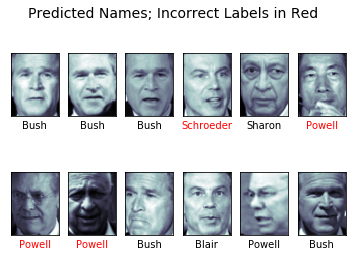 Predicted Names; Incorrect Labels in Red
Bush Bush Bush Schroeder Sharon Powell
Powell Powell Bush Blair Powell Bush